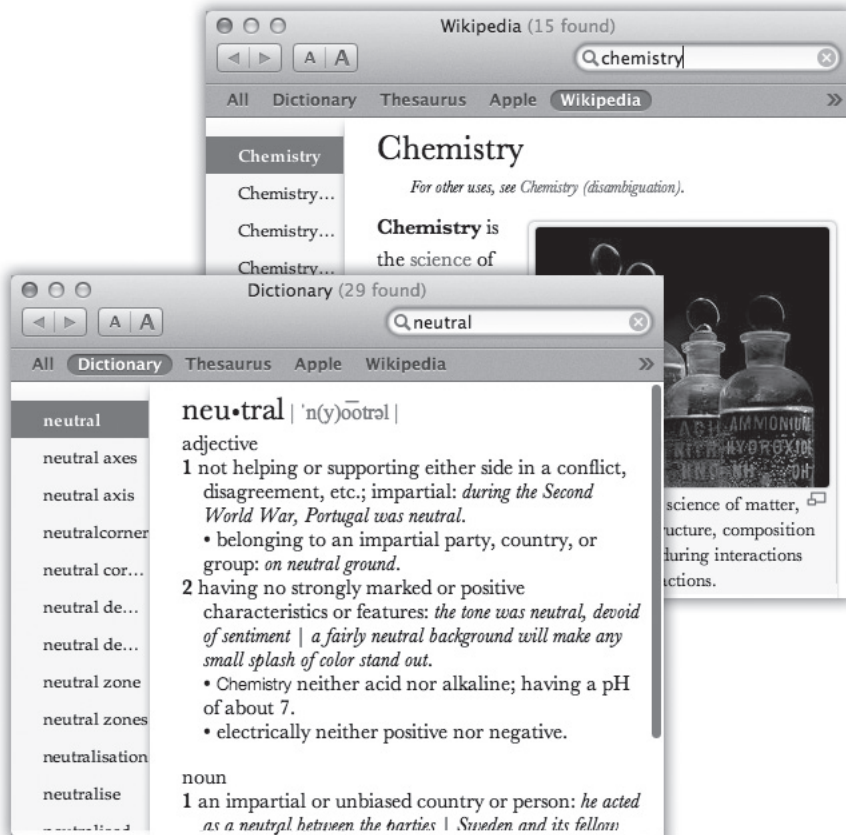 Wikipedia (15 found)
A A
chemistry
All Dictionary Thesaurus Apple Wikipedia »
Chemistry
Chemistry...
Chemistry...
Chemistry...
Chemistry
For other uses, see Chemistry (disambiguation).
Chemistry is
the science of
AMMONIUM
HYDROXIDE
NH OH
science of matter,
ucture, composition
during interactions
actions.
Dictionary (29 found)
A A
neutral
All Dictionary Thesaurus Apple Wikipedia »
neutral
neutral axes
neutral axis
neutralcorner
neutral cor...
neutral de...
neutral de...
neutral zone
neutral zones
neutralisation
neutralise
neutralised
neu•tral | ˈn(y)o͞otrəl |
adjective
1 not helping or supporting either side in a conflict,
disagreement, etc.; impartial: during the Second
World War, Portugal was neutral.
• belonging to an impartial party, country, or
group: on neutral ground.
2 having no strongly marked or positive
characteristics or features: the tone was neutral, devoid
of sentiment | a fairly neutral background will make any
small splash of color stand out.
• Chemistry neither acid nor alkaline; having a pH
of about 7.
• electrically neither positive nor negative.
noun
1 an impartial or unbiased country or person: he acted
as a neutral between the parties | Sweden and its fellow